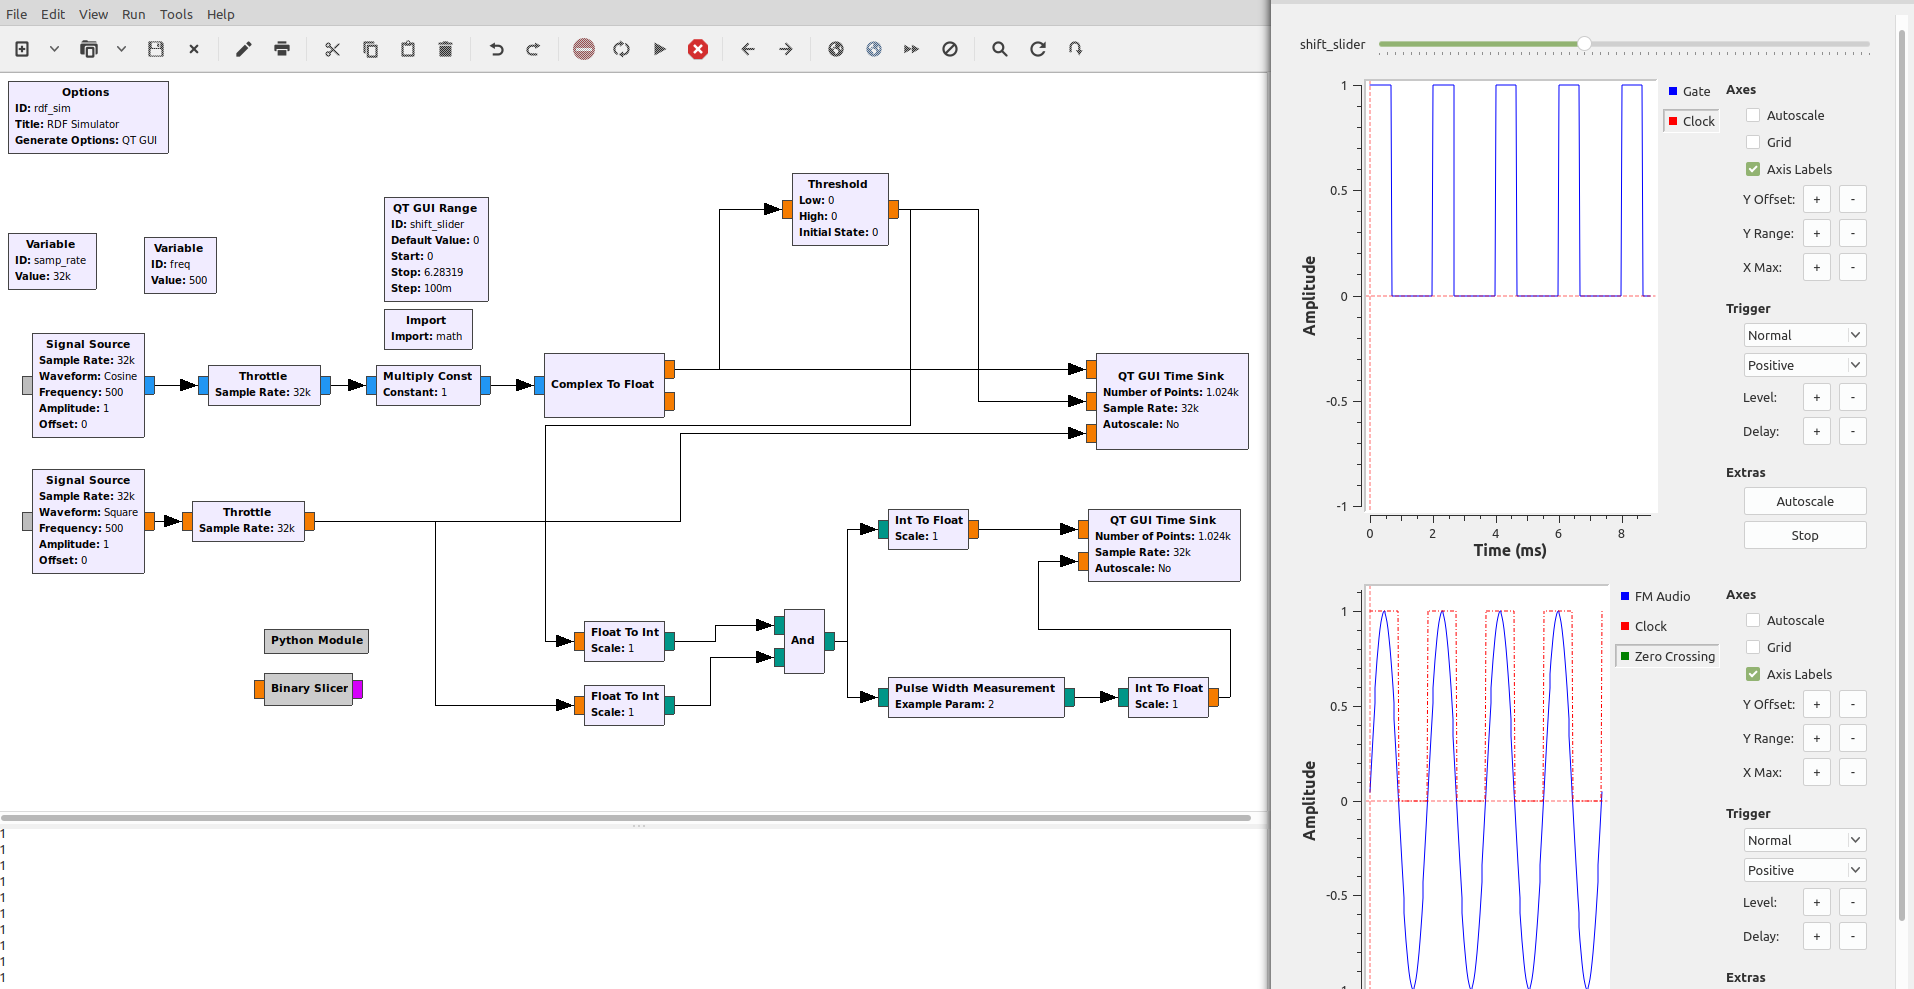 File Edit View Run Tools Help
Options
ID: rdf_sim
Title: RDF Simulator
Generate Options: QT GUI
Variable
ID: samp_rate
Value: 32k
Variable
ID: freq
Value: 500
QT GUI Range
ID: shift_slider
Default Value: 0
Start: 0
Stop: 6.28319
Step: 100m
Import
Import: math
Threshold
Low: 0
High: 0
Initial State: 0
Signal Source
Sample Rate: 32k
Waveform: Cosine
Frequency: 500
Amplitude: 1
Offset: 0
Throttle
Sample Rate: 32k
Multiply Const
Constant: 1
Complex To Float
QT GUI Time Sink
Number of Points: 1.024k
Sample Rate: 32k
Autoscale: No
Signal Source
Sample Rate: 32k
Waveform: Square
Frequency: 500
Amplitude: 1
Offset: 0
Throttle
Sample Rate: 32k
Int To Float
Scale: 1
QT GUI Time Sink
Number of Points: 1.024k
Sample Rate: 32k
Autoscale: No
Python Module
Binary Slicer
Float To Int
Scale: 1
Float To Int
Scale: 1
And
Pulse Width Measurement
Example Param: 2
Int To Float
Scale: 1
1
1
1
1
1
1
1
1
1
1
shift_slider
1
0.5
0
-0.5
-1
Amplitude
0 2 4 6 8
Time (ms)
Gate
Clock
Axes
Autoscale
Grid
Axis Labels
Y Offset: + -
Y Range: + -
X Max: + -
Trigger
Normal
Positive
Level: + -
Delay: + -
Extras
Autoscale
Stop
1
0.5
0
-0.5
-1
Amplitude
FM Audio
Clock
Zero Crossing
Axes
Autoscale
Grid
Axis Labels
Y Offset: + -
Y Range: + -
X Max: + -
Trigger
Normal
Positive
Level: + -
Delay: + -
Extras